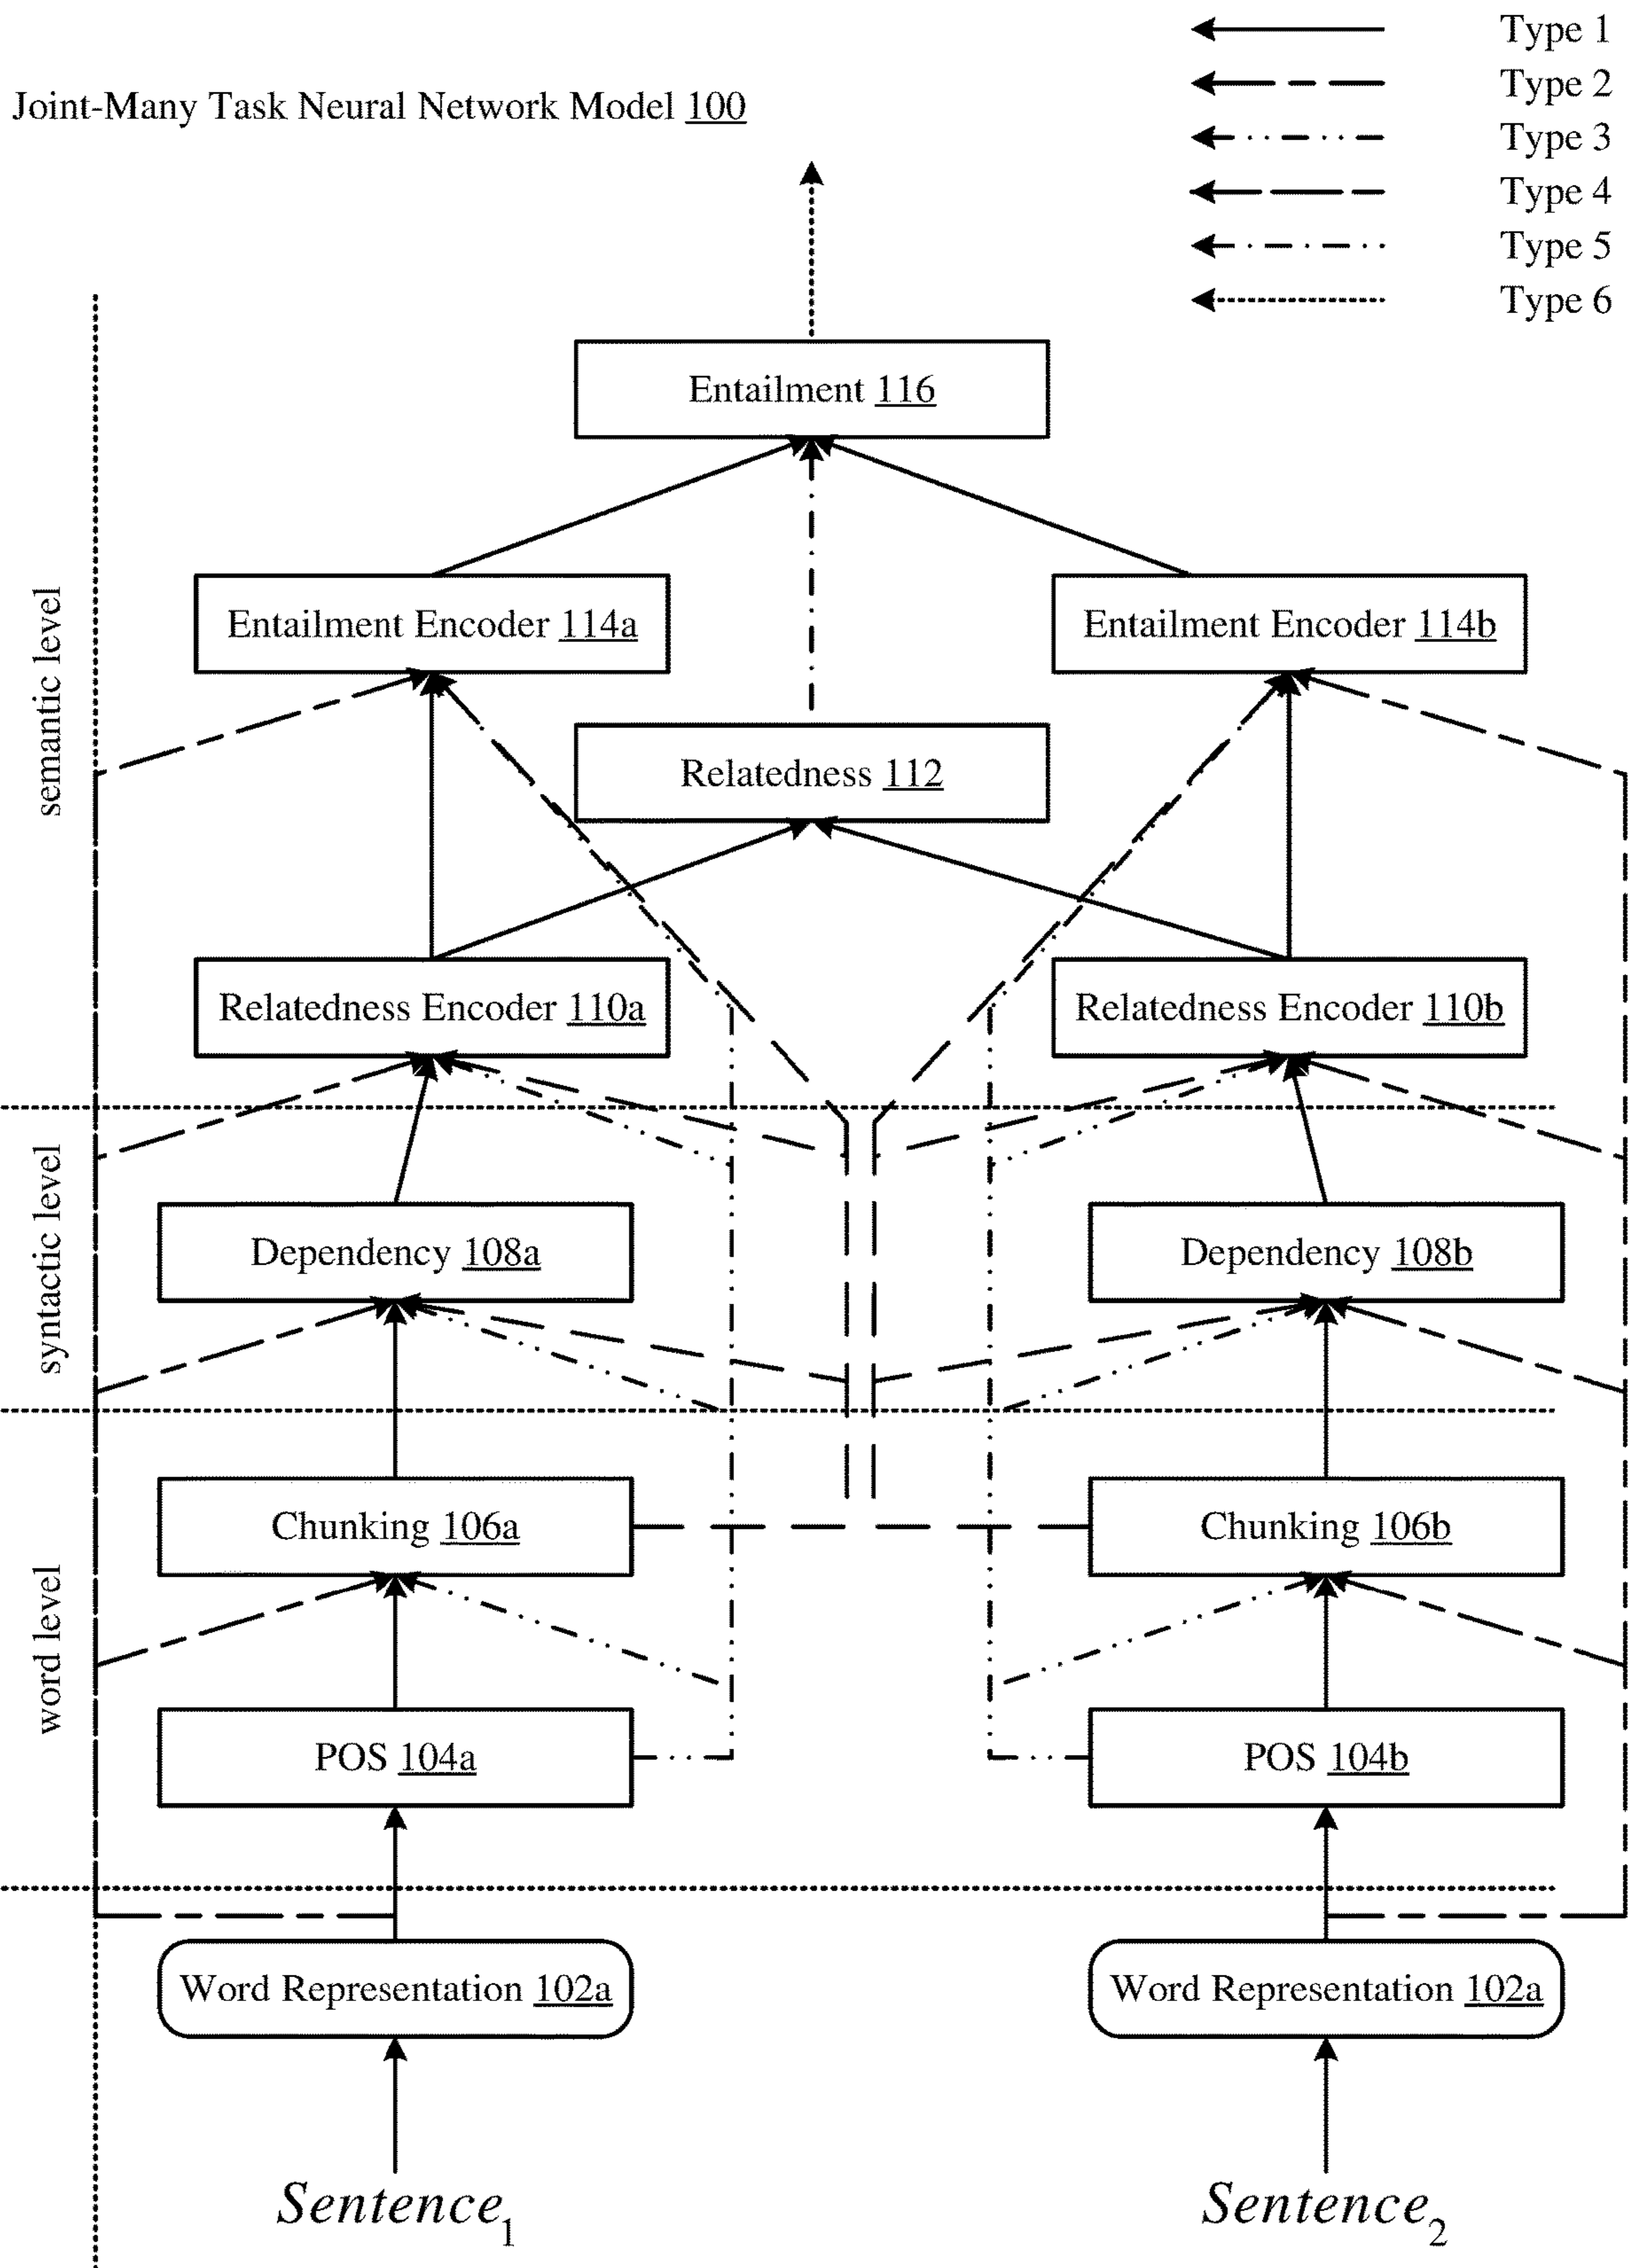 Type 1
Type 2
Joint-Many Task Neural Network Model 100
Type 3
Type 4
Type 5
Type 6
Entailment 116
Entailment Encoder 114a
Entailment Encoder 114b
semantic level
Relatedness 112
Relatedness Encoder 110a
Relatedness Encoder 110b
syntactic level
Dependency 108a
Dependency 108b
Chunking 106a
Chunking 106b
word level
POS 104a
POS 104b
Word Representation 102a
Word Representation 102a
Sentence1
Sentence2